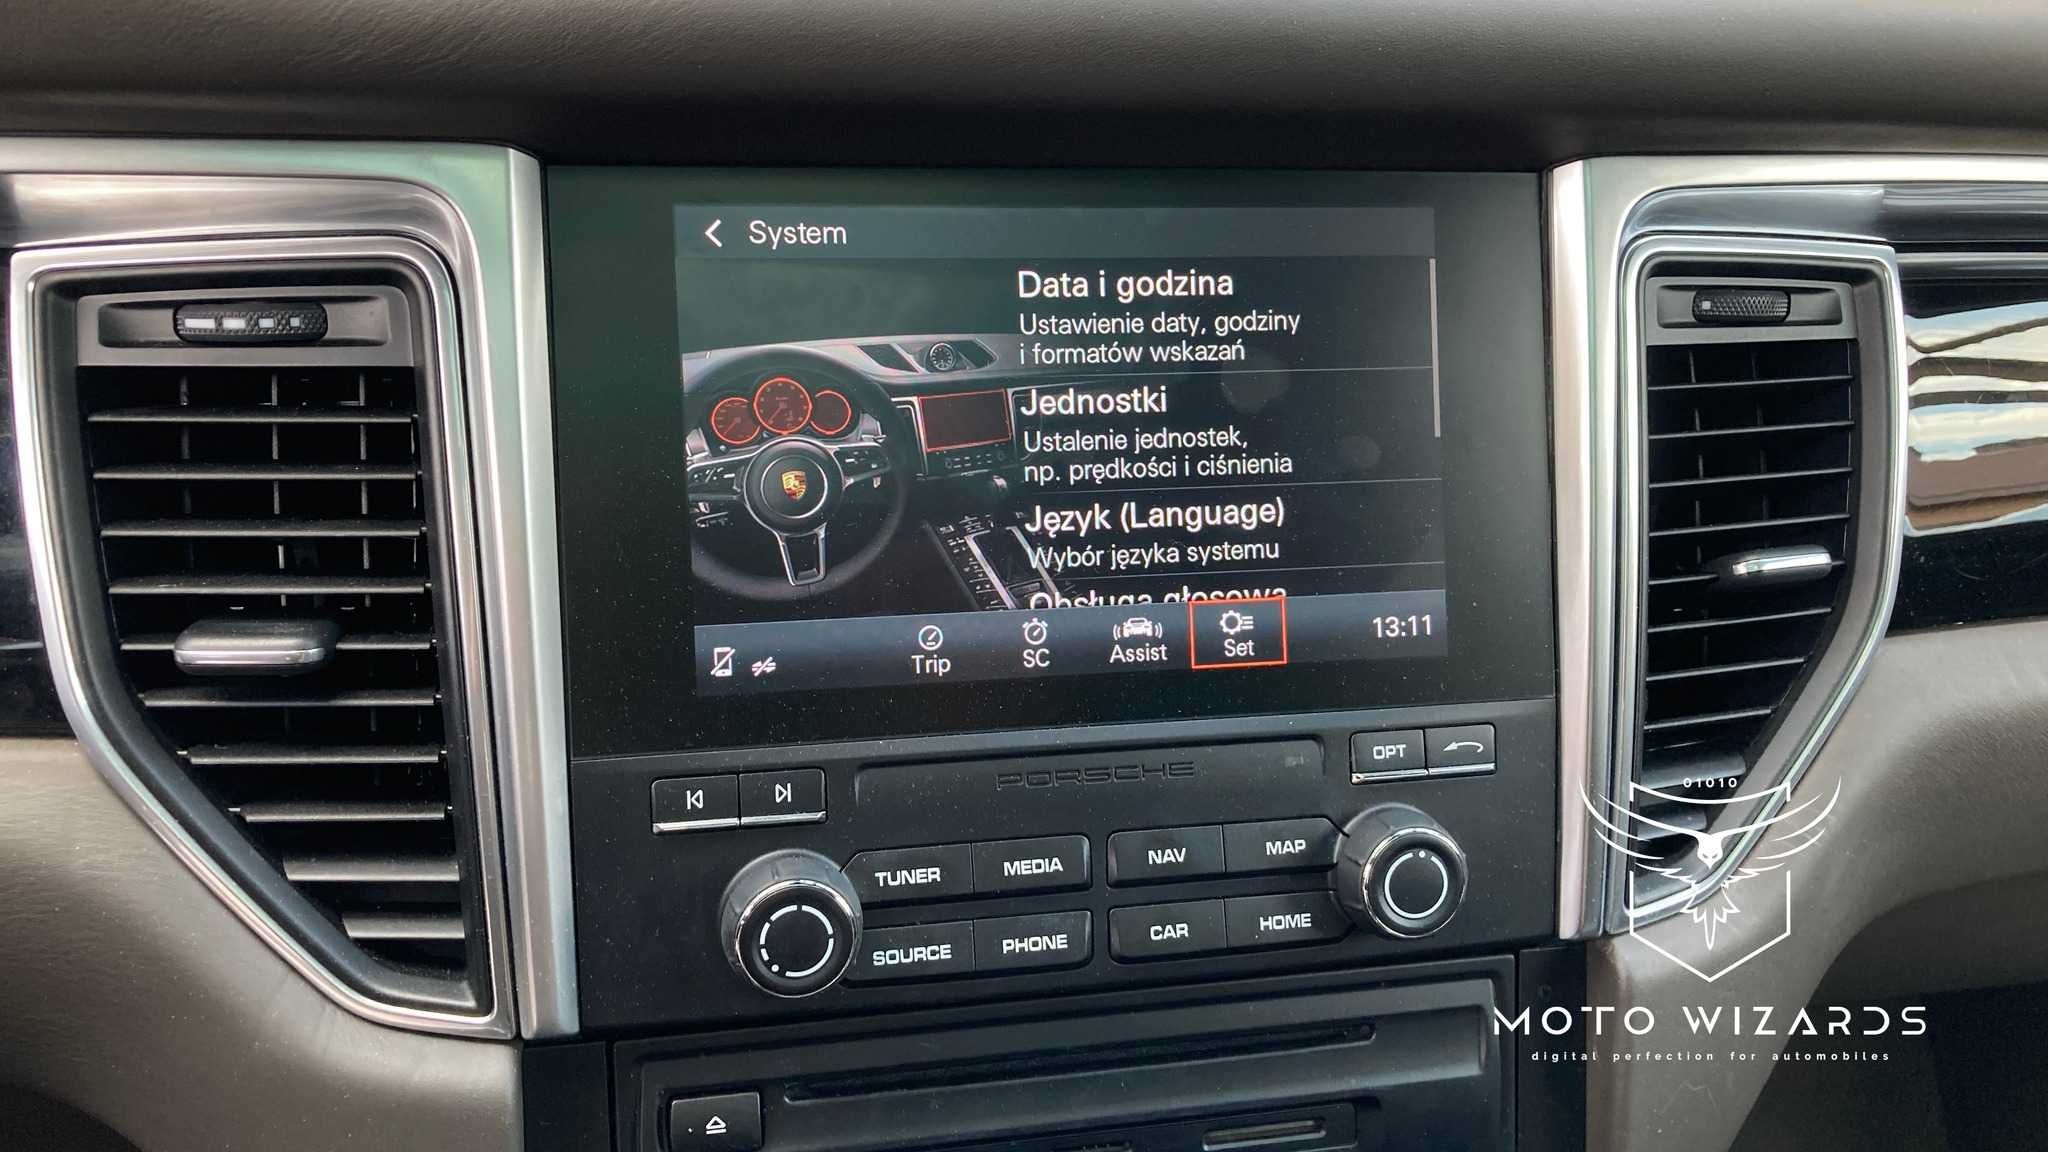 System
Data i godzina
Ustawienie daty, godziny
i formatów wskazań
Jednostki
Ustalenie jednostek,
np. prędkości i ciśnienia
Język (Language)
Wybór języka systemu
Obsługa głosowa
Trip
SC
Assist
Set
13:11
PORSCHE
OPT
TUNER
MEDIA
NAV
MAP
SOURCE
PHONE
CAR
HOME
01010
MOTO WIZARDS
digital perfection for automobiles